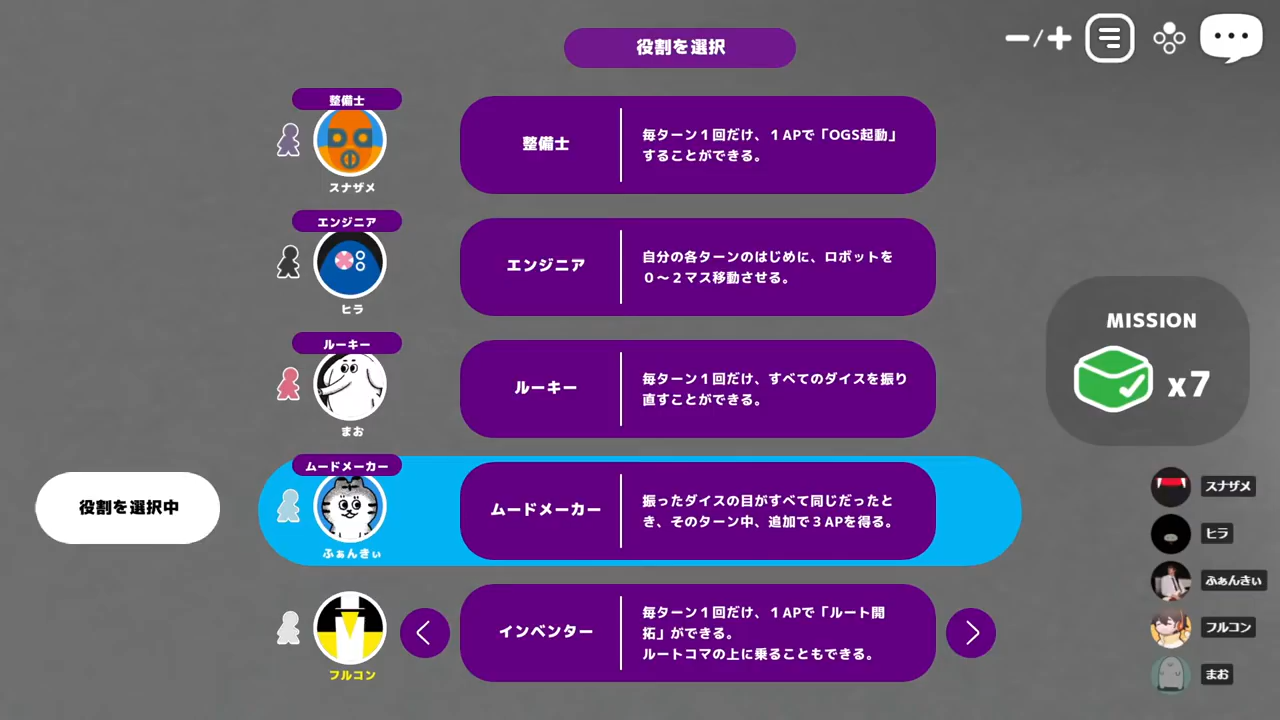 役割を選択
整備士
スナザメ
整備士
毎ターン１回だけ、１APで「OGS起動」
することができる。
エンジニア
ヒラ
エンジニア
自分の各ターンのはじめに、ロボットを
０～２マス移動させる。
ルーキー
まお
ルーキー
毎ターン１回だけ、すべてのダイスを振り
直すことができる。
役割を選択中
ムードメーカー
ふぁんきぃ
ムードメーカー
振ったダイスの目がすべて同じだったと
き、そのターン中、追加で３APを得る。
フルコン
インベンター
毎ターン１回だけ、１APで「ルート開
拓」ができる。
ルートコマの上に乗ることもできる。
MISSION
x7
スナザメ
ヒラ
ふぁんきぃ
フルコン
まお